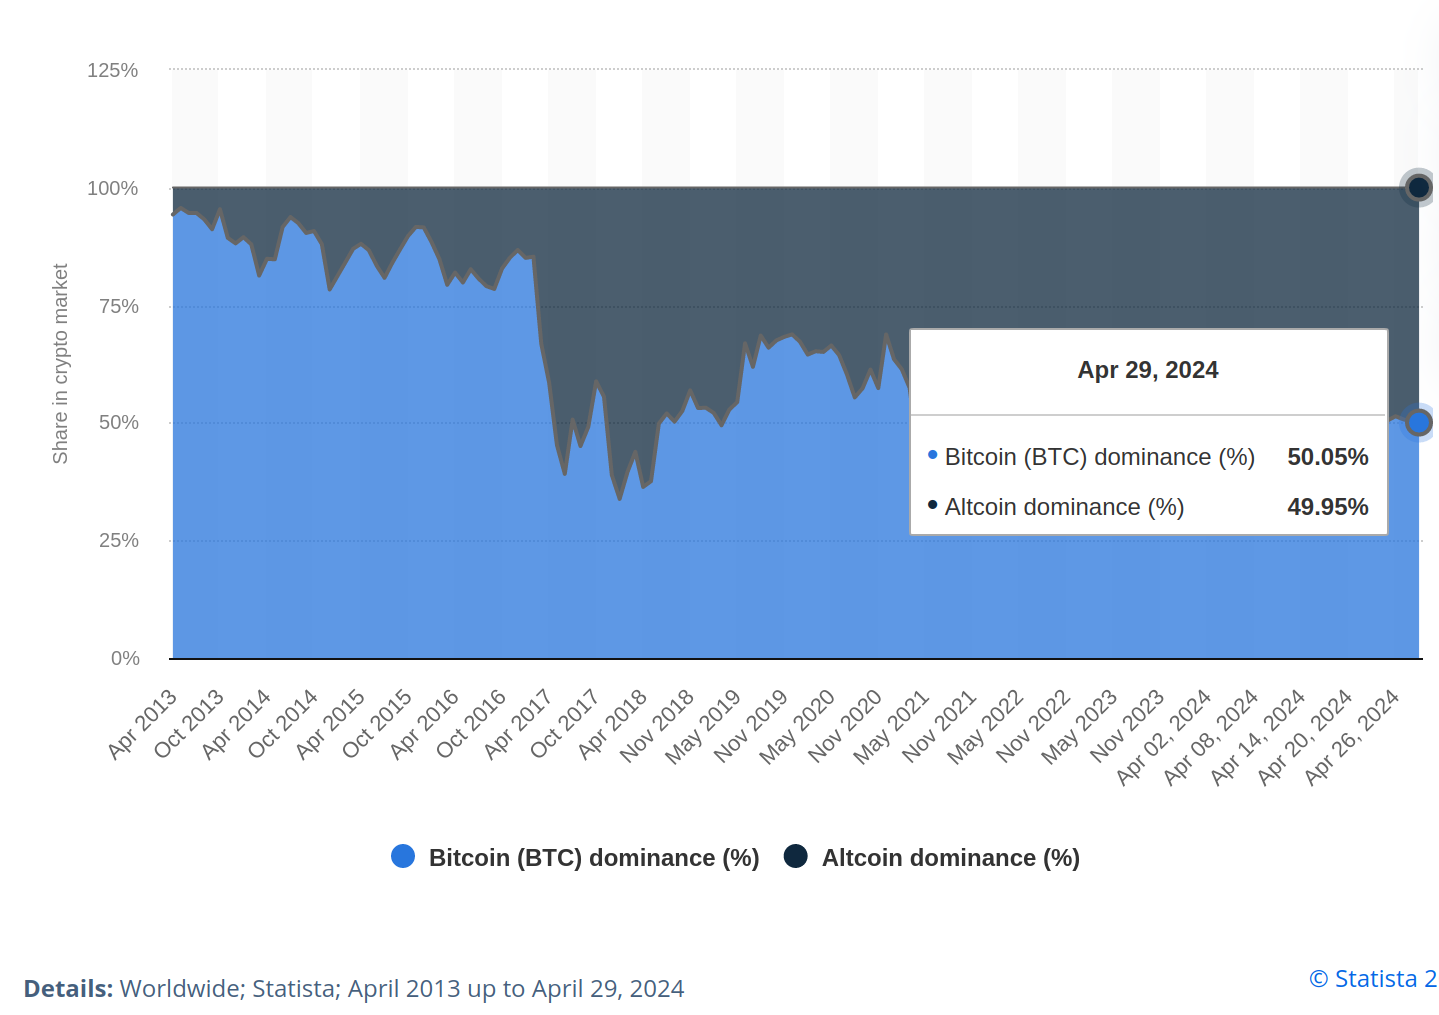 125%
100%
75%
50%
25%
0%
Share in crypto market
Apr 29, 2024
Bitcoin (BTC) dominance (%) 50.05%
Altcoin dominance (%) 49.95%
Apr 2013
Oct 2013
Apr 2014
Oct 2014
Apr 2015
Oct 2015
Apr 2016
Oct 2016
Apr 2017
Oct 2017
Apr 2018
Nov 2018
May 2019
Nov 2019
May 2020
Nov 2020
May 2021
Nov 2021
May 2022
Nov 2022
May 2023
Nov 2023
Apr 02, 2024
Apr 08, 2024
Apr 14, 2024
Apr 20, 2024
Apr 26, 2024
Bitcoin (BTC) dominance (%) Altcoin dominance (%)
Details: Worldwide; Statista; April 2013 up to April 29, 2024
© Statista 2